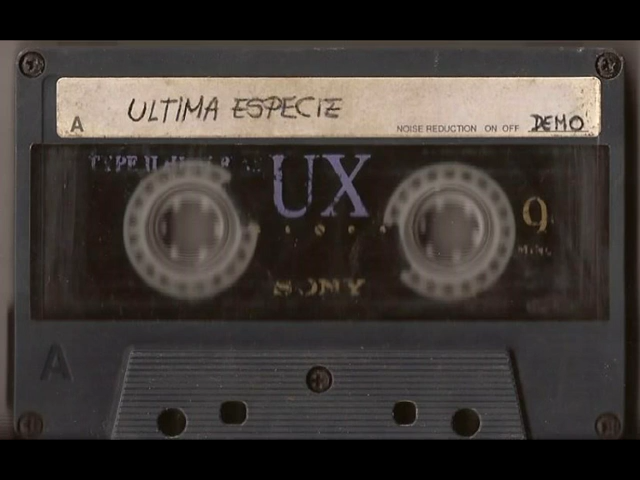 ULTIMA ESPECIE
A NOISE REDUCTION ON OFF DEMO
UX
9
SONY
A